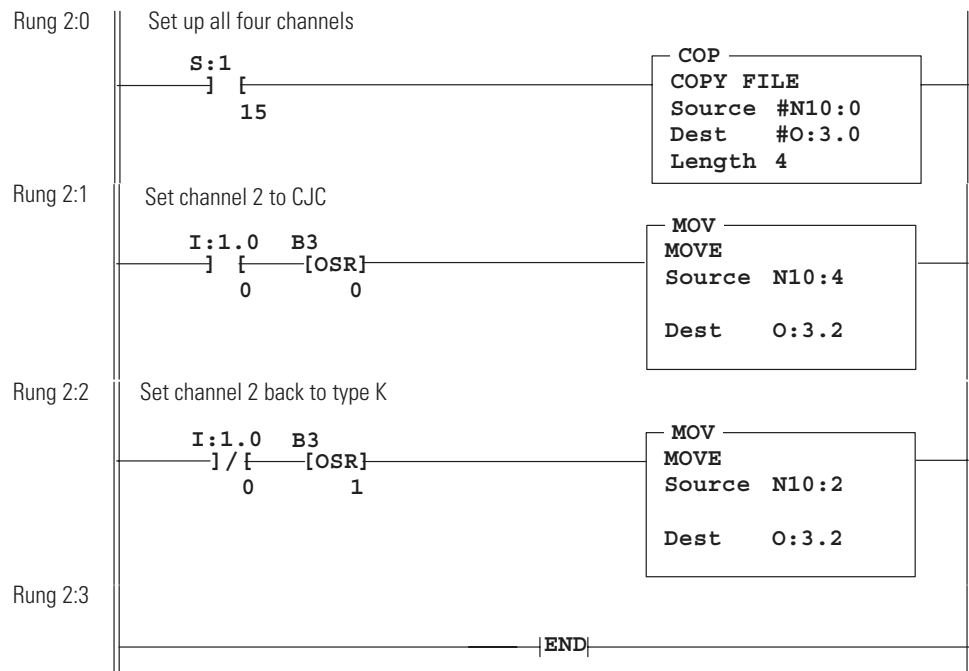 Rung 2:0 Set up all four channels
S:1
] [
15
COP
COPY FILE
Source #N10:0
Dest #O:3.0
Length 4
Rung 2:1 Set channel 2 to CJC
I:1.0 B3
] [ [OSR]
0 0
MOV
MOVE
Source N10:4
Dest O:3.2
Rung 2:2 Set channel 2 back to type K
I:1.0 B3
]/[ [OSR]
0 1
MOV
MOVE
Source N10:2
Dest O:3.2
Rung 2:3
END